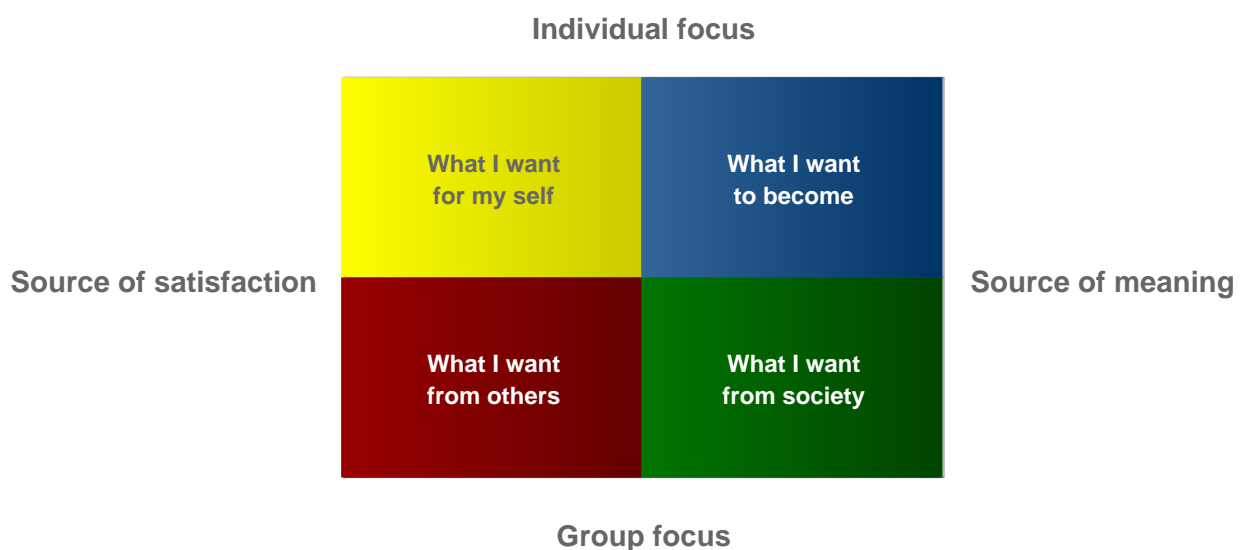 Individual focus
What I want
for my self
What I want
to become
Source of satisfaction
Source of meaning
What I want
from others
What I want
from society
Group focus